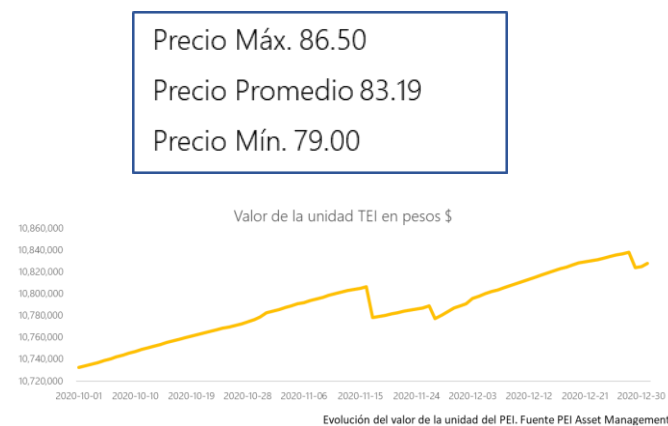 Precio Máx. 86.50
Precio Promedio 83.19
Precio Mín. 79.00
Valor de la unidad TEI en pesos $
10,860,000
10,840,000
10,820,000
10,800,000
10,780,000
10,760,000
10,740,000
10,720,000
2020-10-01 2020-10-10 2020-10-19 2020-10-28 2020-11-06 2020-11-15 2020-11-24 2020-12-03 2020-12-12 2020-12-21 2020-12-30
Evolución del valor de la unidad del PEI. Fuente PEI Asset Management